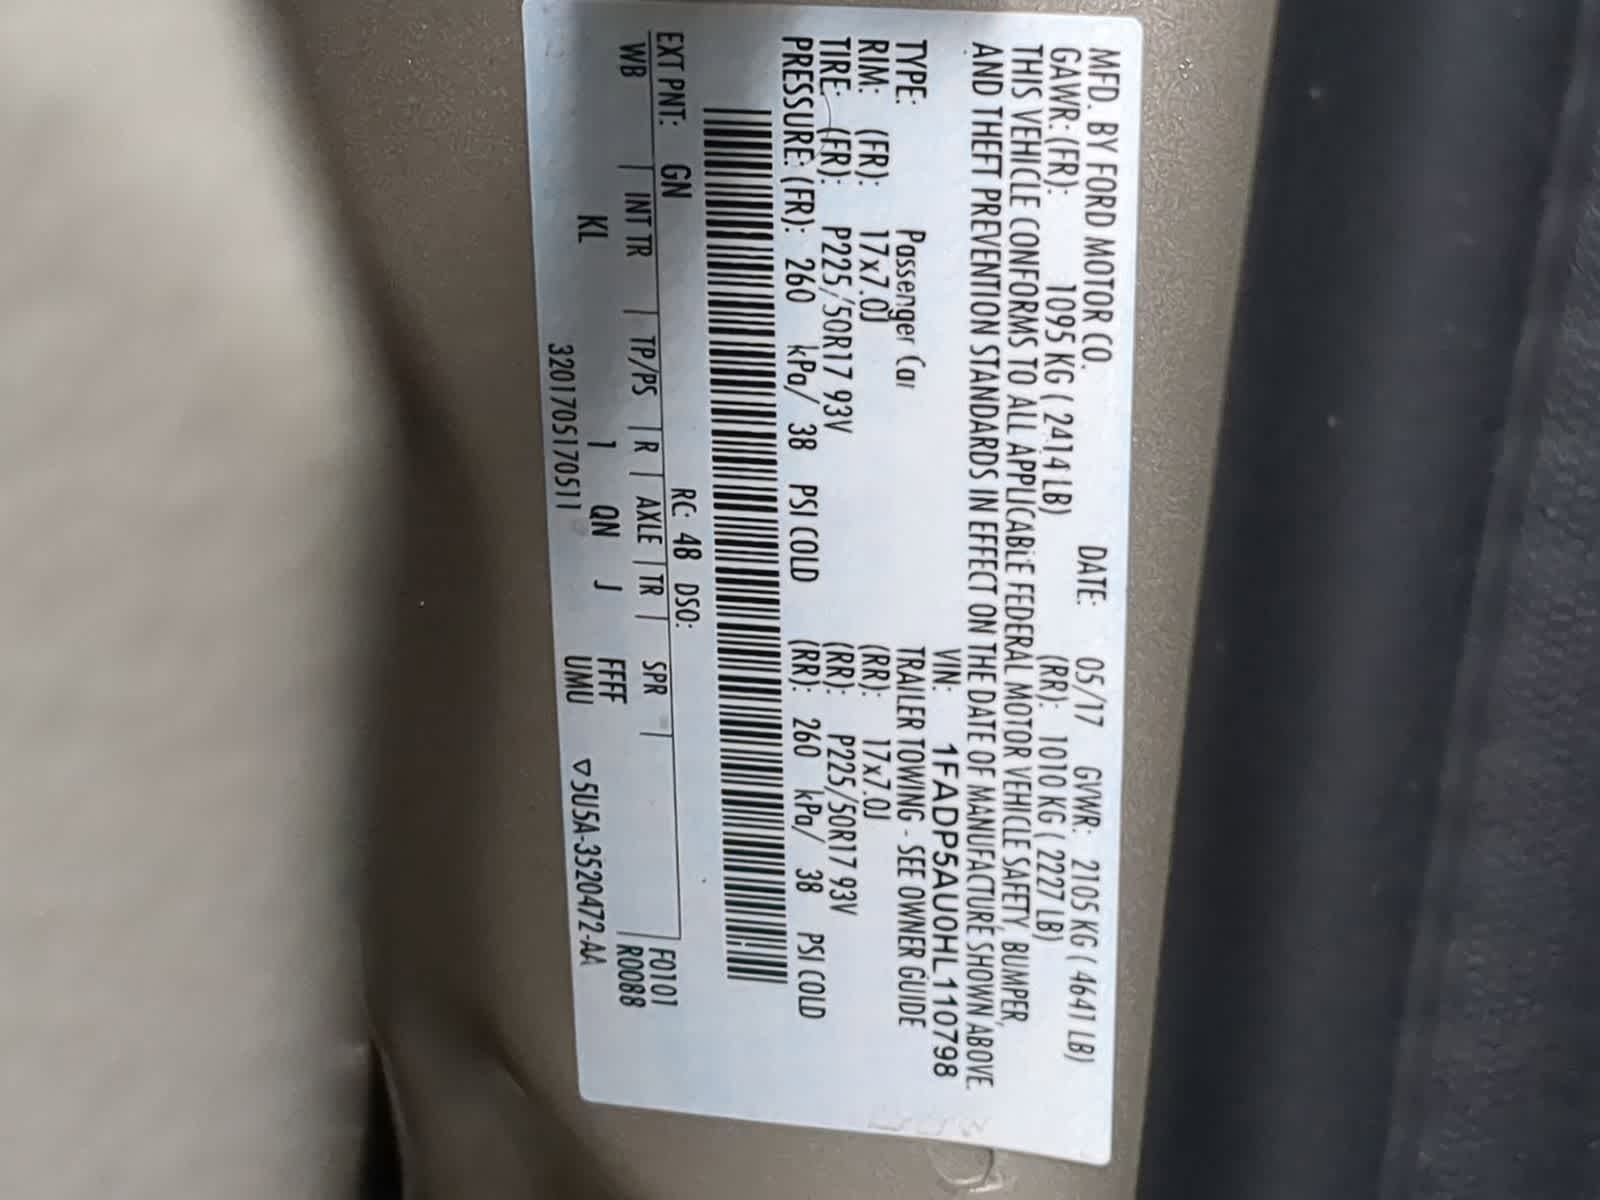 MFD. BY FORD MOTOR CO.
DATE: 05/17 GVWR: 2105 KG ( 4641 LB)
GAWR: (FR): 1095 KG ( 2414 LB) (RR): 1010 KG ( 2227 LB)
THIS VEHICLE CONFORMS TO ALL APPLICABLE FEDERAL MOTOR VEHICLE SAFETY, BUMPER,
AND THEFT PREVENTION STANDARDS IN EFFECT ON THE DATE OF MANUFACTURE SHOWN ABOVE.
VIN: 1FADP5AU0HL110798
TYPE: Passenger Car TRAILER TOWING - SEE OWNER GUIDE
RIM: (FR): 17x7.0J (RR): 17x7.0J
TIRE: (FR): P225/50R17 93V (RR): P225/50R17 93V
PRESSURE: (FR): 260 kPa/ 38 PSI COLD (RR): 260 kPa/ 38 PSI COLD
EXT PNT: GN RC: 48 DSO: F0101
WB | INT TR | TP/PS | R | AXLE | TR | SPR | R0088
KL 1 QN J FFFF
3201705170511 UMU ▽5U5A-3520472-AA